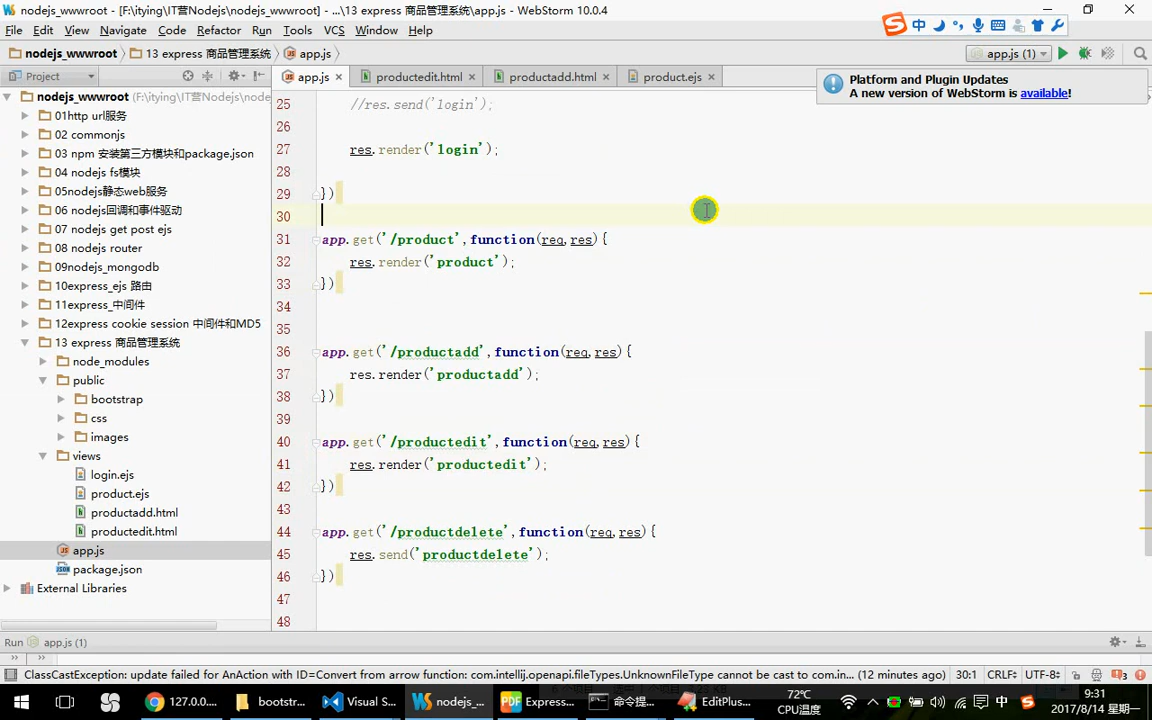 nodejs_wwwroot - [F:\itying\IT营Nodejs\nodejs_wwwroot] - ...\13 express 商品管理系统\app.js - WebStorm 10.0.4
File Edit View Navigate Code Refactor Run Tools VCS Window Help
中
nodejs_wwwroot 13 express 商品管理系统 app.js
app.js (1)
Project
app.js productedit.html productadd.html product.ejs
Platform and Plugin Updates
A new version of WebStorm is available!
nodejs_wwwroot (F:\itying\IT营Nodejs\node
01http url服务
02 commonjs
03 npm 安装第三方模块和package.json
04 nodejs fs模块
05nodejs静态web服务
06 nodejs回调和事件驱动
07 nodejs get post ejs
08 nodejs router
09nodejs_mongodb
10express_ejs 路由
11express_中间件
12express cookie session 中间件和MD5
13 express 商品管理系统
node_modules
public
bootstrap
css
images
views
login.ejs
product.ejs
productadd.html
productedit.html
app.js
package.json
External Libraries
25 //res.send('login');
26
27 res.render('login');
28
29 })
30
31 app.get('/product',function(req,res){
32 res.render('product');
33 })
34
35
36 app.get('/productadd',function(req,res){
37 res.render('productadd');
38 })
39
40 app.get('/productedit',function(req,res){
41 res.render('productedit');
42 })
43
44 app.get('/productdelete',function(req,res){
45 res.send('productdelete');
46 })
47
48
Run app.js (1)
ClassCastException: update failed for AnAction with ID=Convert from arrow function: com.intellij.openapi.fileTypes.UnknownFileType cannot be cast to com.in... (12 minutes ago) 30:1 CRLF UTF-8
127.0.0.... bootstr... Visual S... nodejs_... Express... 命令提... EditPlus...
72℃
CPU温度
中
9:31
2017/8/14 星期一